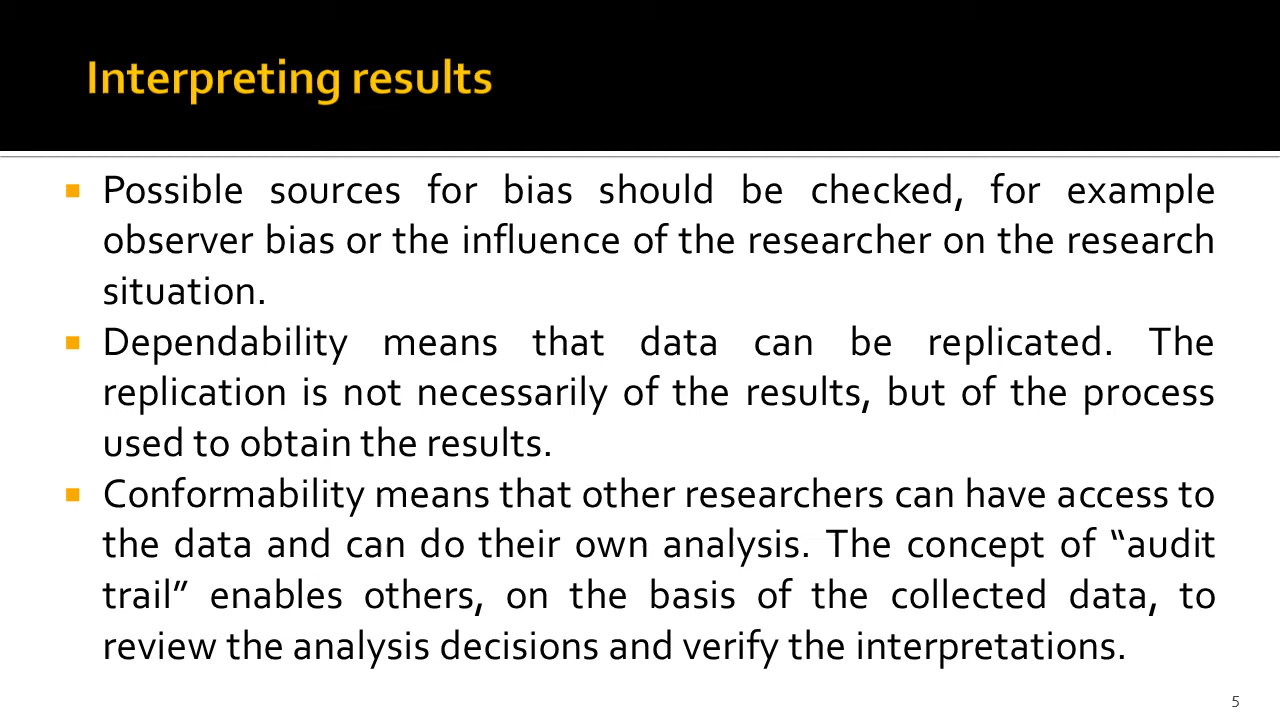 Interpreting results
Possible sources for bias should be checked, for example
observer bias or the influence of the researcher on the research
situation.
Dependability means that data can be replicated. The
replication is not necessarily of the results, but of the process
used to obtain the results.
Conformability means that other researchers can have access to
the data and can do their own analysis. The concept of “audit
trail” enables others, on the basis of the collected data, to
review the analysis decisions and verify the interpretations.
5